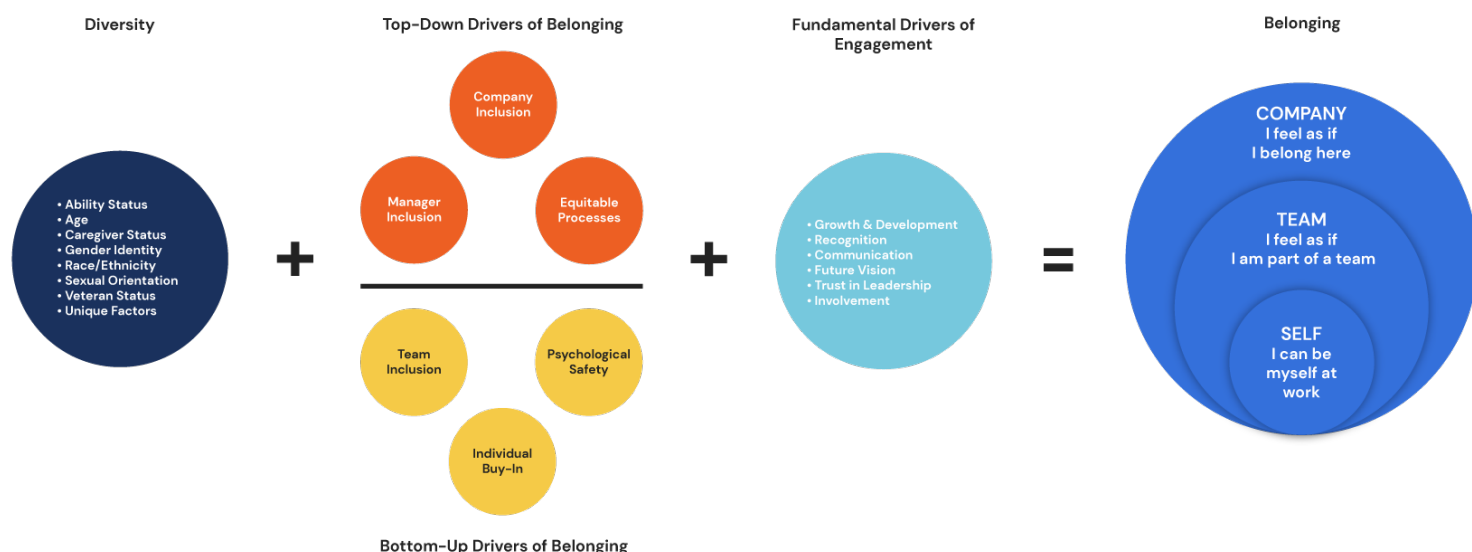 Diversity
• Ability Status
• Age
• Caregiver Status
• Gender Identity
• Race/Ethnicity
• Sexual Orientation
• Veteran Status
• Unique Factors
+
Top-Down Drivers of Belonging
Company
Inclusion
Manager
Inclusion
Equitable
Processes
Team
Inclusion
Psychological
Safety
Individual
Buy-In
Bottom-Up Drivers of Belonging
+
Fundamental Drivers of
Engagement
• Growth & Development
• Recognition
• Communication
• Future Vision
• Trust in Leadership
• Involvement
=
Belonging
COMPANY
I feel as if
I belong here
TEAM
I feel as if
I am part of a team
SELF
I can be
myself at
work